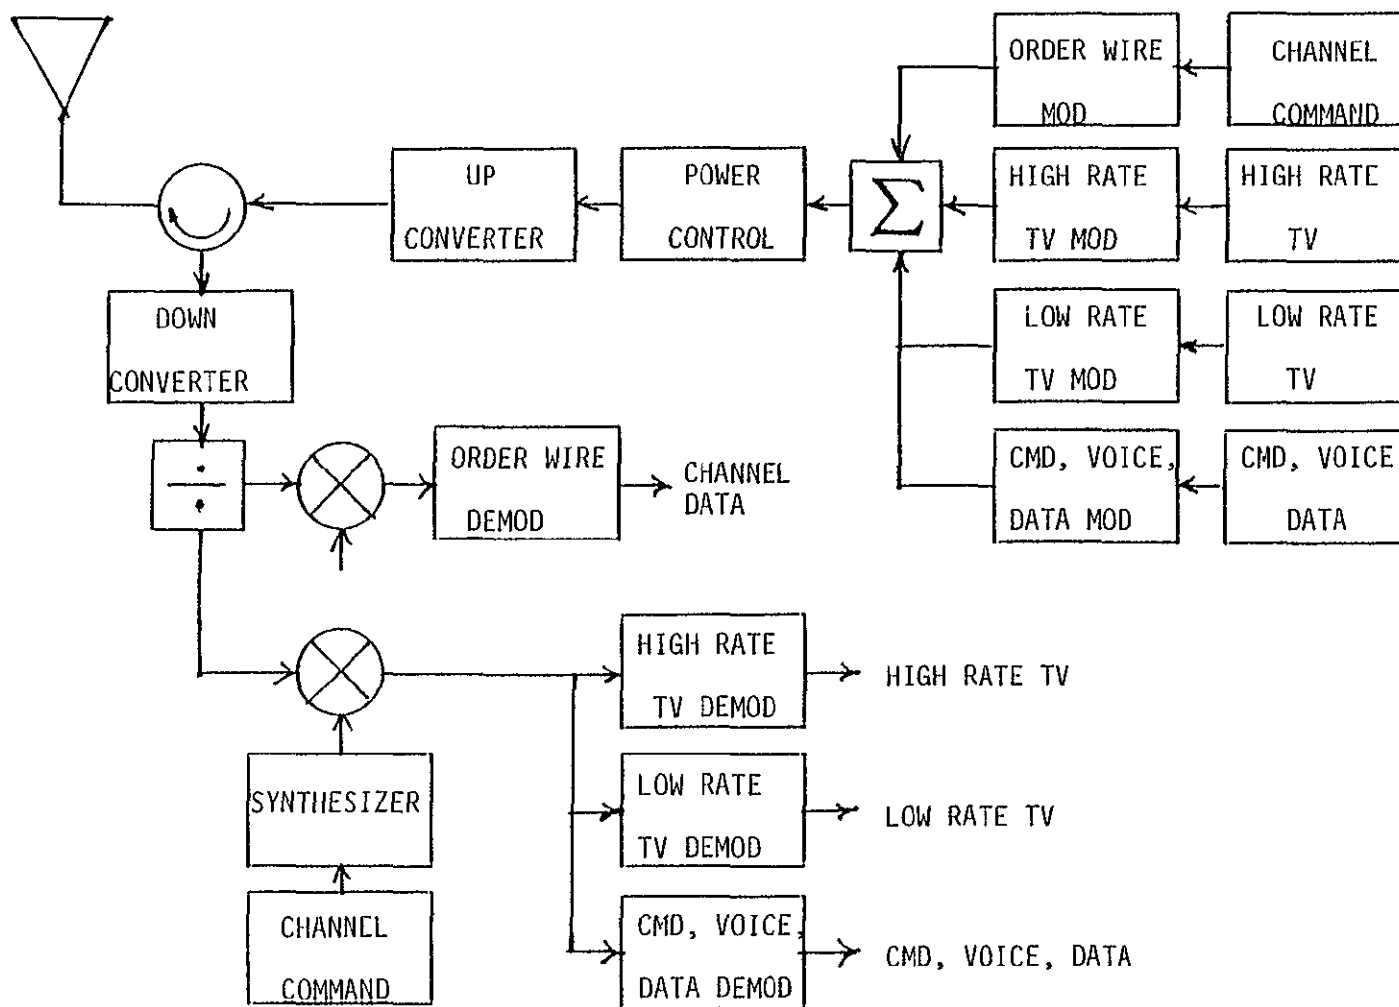 ORDER WIRE
MOD
CHANNEL
COMMAND
UP
CONVERTER
POWER
CONTROL
Σ
HIGH RATE
TV MOD
HIGH RATE
TV
DOWN
CONVERTER
LOW RATE
TV MOD
LOW RATE
TV
ORDER WIRE
DEMOD
CHANNEL
DATA
CMD, VOICE,
DATA MOD
CMD, VOICE
DATA
HIGH RATE
TV DEMOD
HIGH RATE TV
SYNTHESIZER
LOW RATE
TV DEMOD
LOW RATE TV
CHANNEL
COMMAND
CMD, VOICE,
DATA DEMOD
CMD, VOICE, DATA